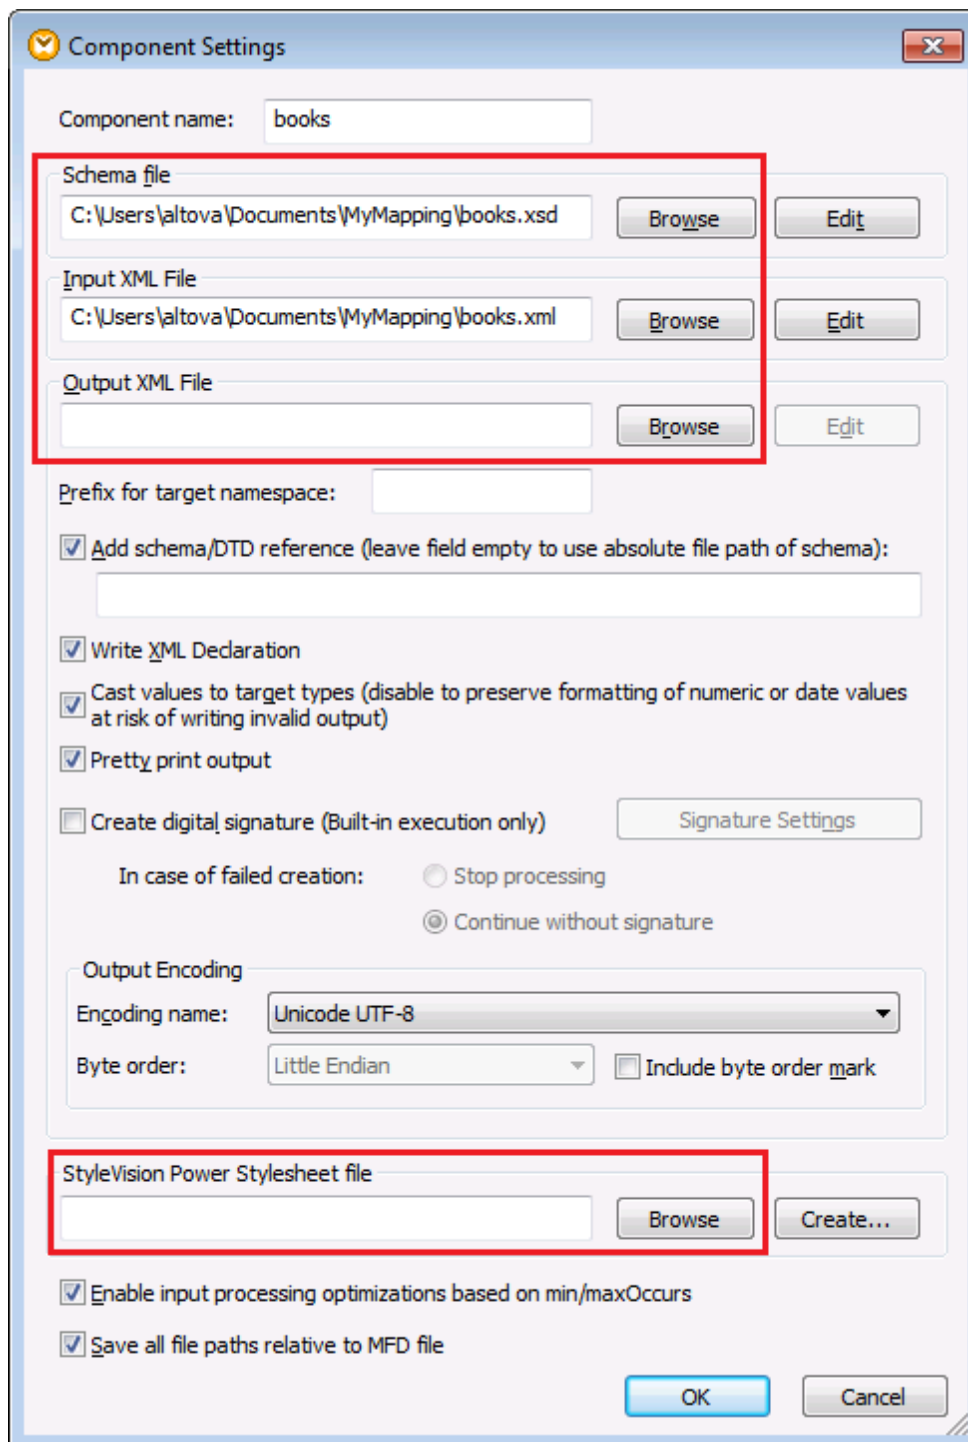 Component Settings
Component name: books
Schema file
C:\Users\altova\Documents\MyMapping\books.xsd Browse Edit
Input XML File
C:\Users\altova\Documents\MyMapping\books.xml Browse Edit
Output XML File
Browse Edit
Prefix for target namespace:
Add schema/DTD reference (leave field empty to use absolute file path of schema):
Write XML Declaration
Cast values to target types (disable to preserve formatting of numeric or date values
at risk of writing invalid output)
Pretty print output
Create digital signature (Built-in execution only) Signature Settings
In case of failed creation: Stop processing
Continue without signature
Output Encoding
Encoding name: Unicode UTF-8
Byte order: Little Endian Include byte order mark
StyleVision Power Stylesheet file
Browse Create...
Enable input processing optimizations based on min/maxOccurs
Save all file paths relative to MFD file
OK Cancel